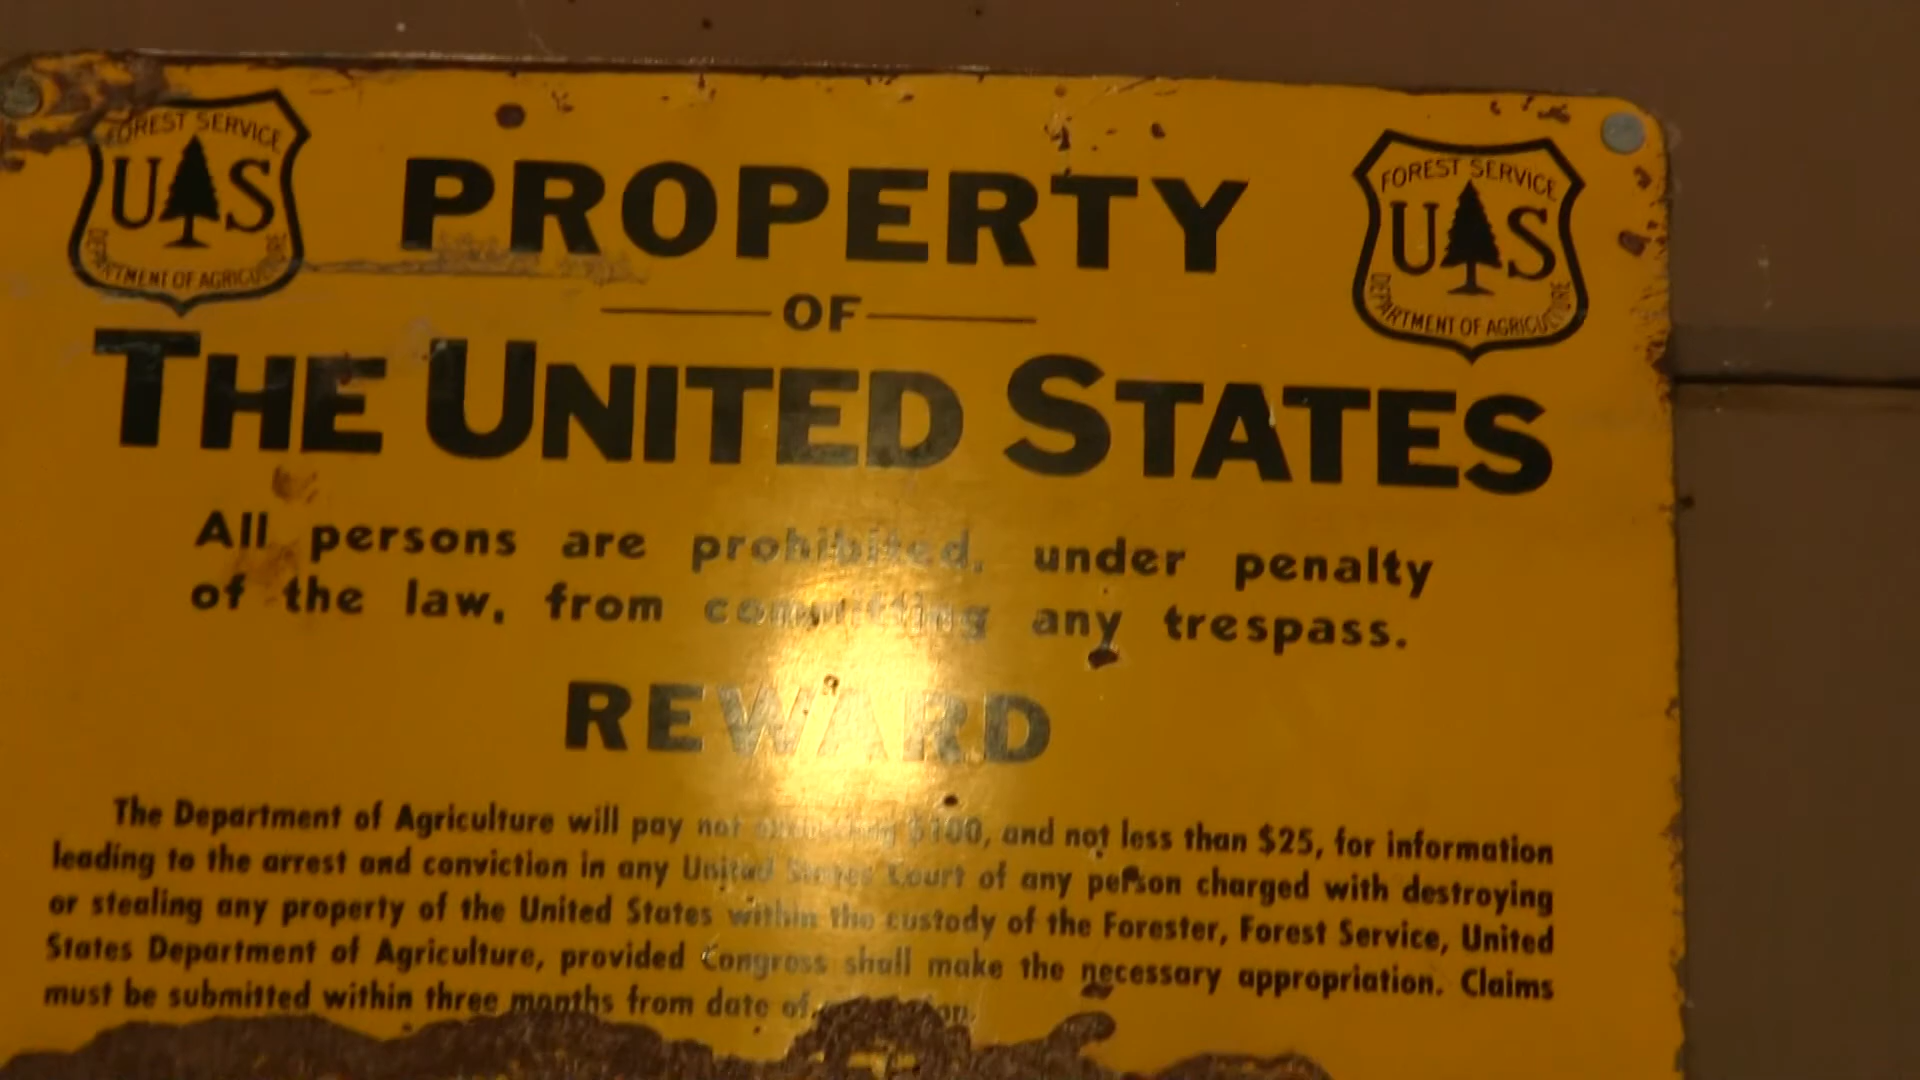 FOREST SERVICE
U S
DEPARTMENT OF AGRICULTURE
PROPERTY
OF
THE UNITED STATES
FOREST SERVICE
U S
DEPARTMENT OF AGRICULTURE
All persons are prohibited, under penalty
of the law, from committing any trespass.
REWARD
The Department of Agriculture will pay not exceeding $100, and not less than $25, for information
leading to the arrest and conviction in any United States Court of any person charged with destroying
or stealing any property of the United States within the custody of the Forester, Forest Service, United
States Department of Agriculture, provided Congress shall make the necessary appropriation. Claims
must be submitted within three months from date of